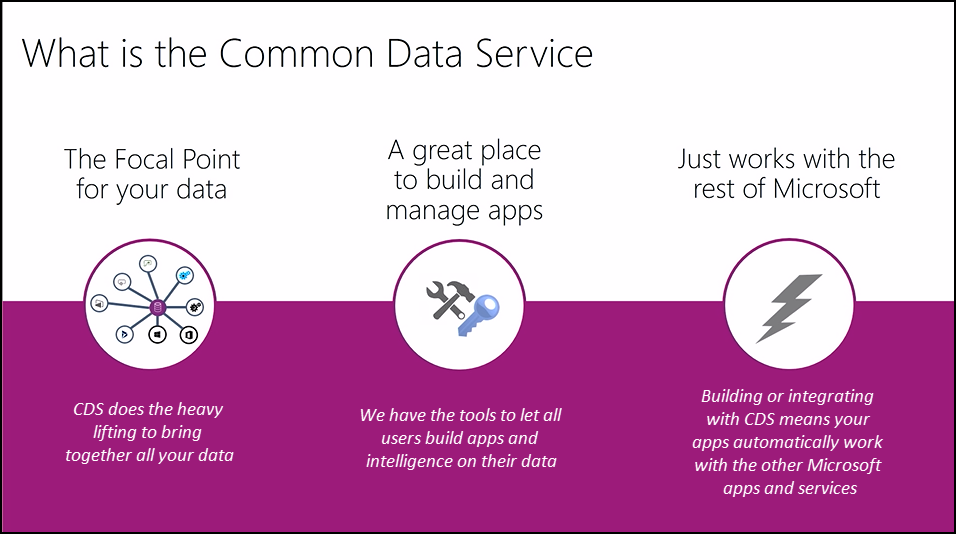 What is the Common Data Service
The Focal Point
for your data
A great place
to build and
manage apps
Just works with the
rest of Microsoft
CDS does the heavy
lifting to bring
together all your data
We have the tools to let all
users build apps and
intelligence on their data
Building or integrating
with CDS means your
apps automatically work
with the other Microsoft
apps and services